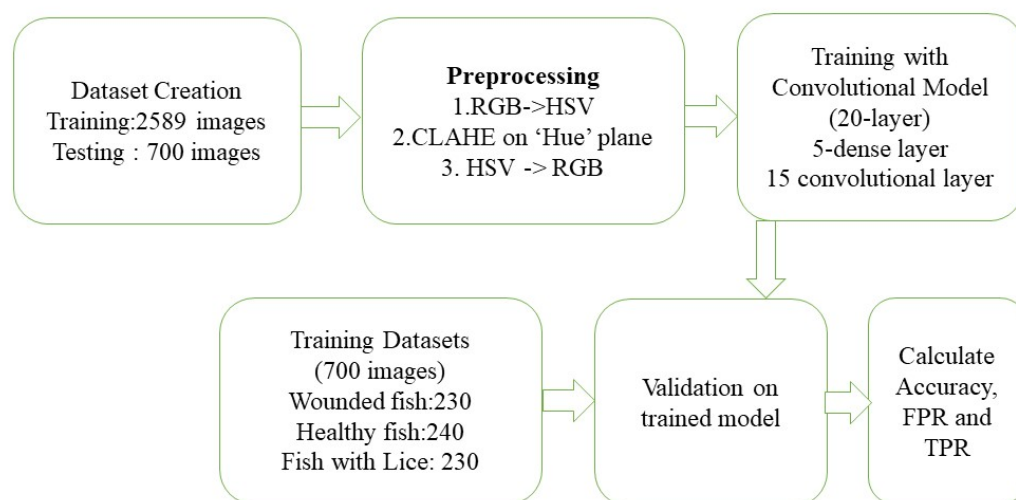 Dataset Creation
Training:2589 images
Testing : 700 images
Preprocessing
1.RGB->HSV
2.CLAHE on ‘Hue’ plane
3. HSV -> RGB
Training with
Convolutional Model
(20-layer)
5-dense layer
15 convolutional layer
Training Datasets
(700 images)
Wounded fish:230
Healthy fish:240
Fish with Lice: 230
Validation on
trained model
Calculate
Accuracy,
FPR and
TPR